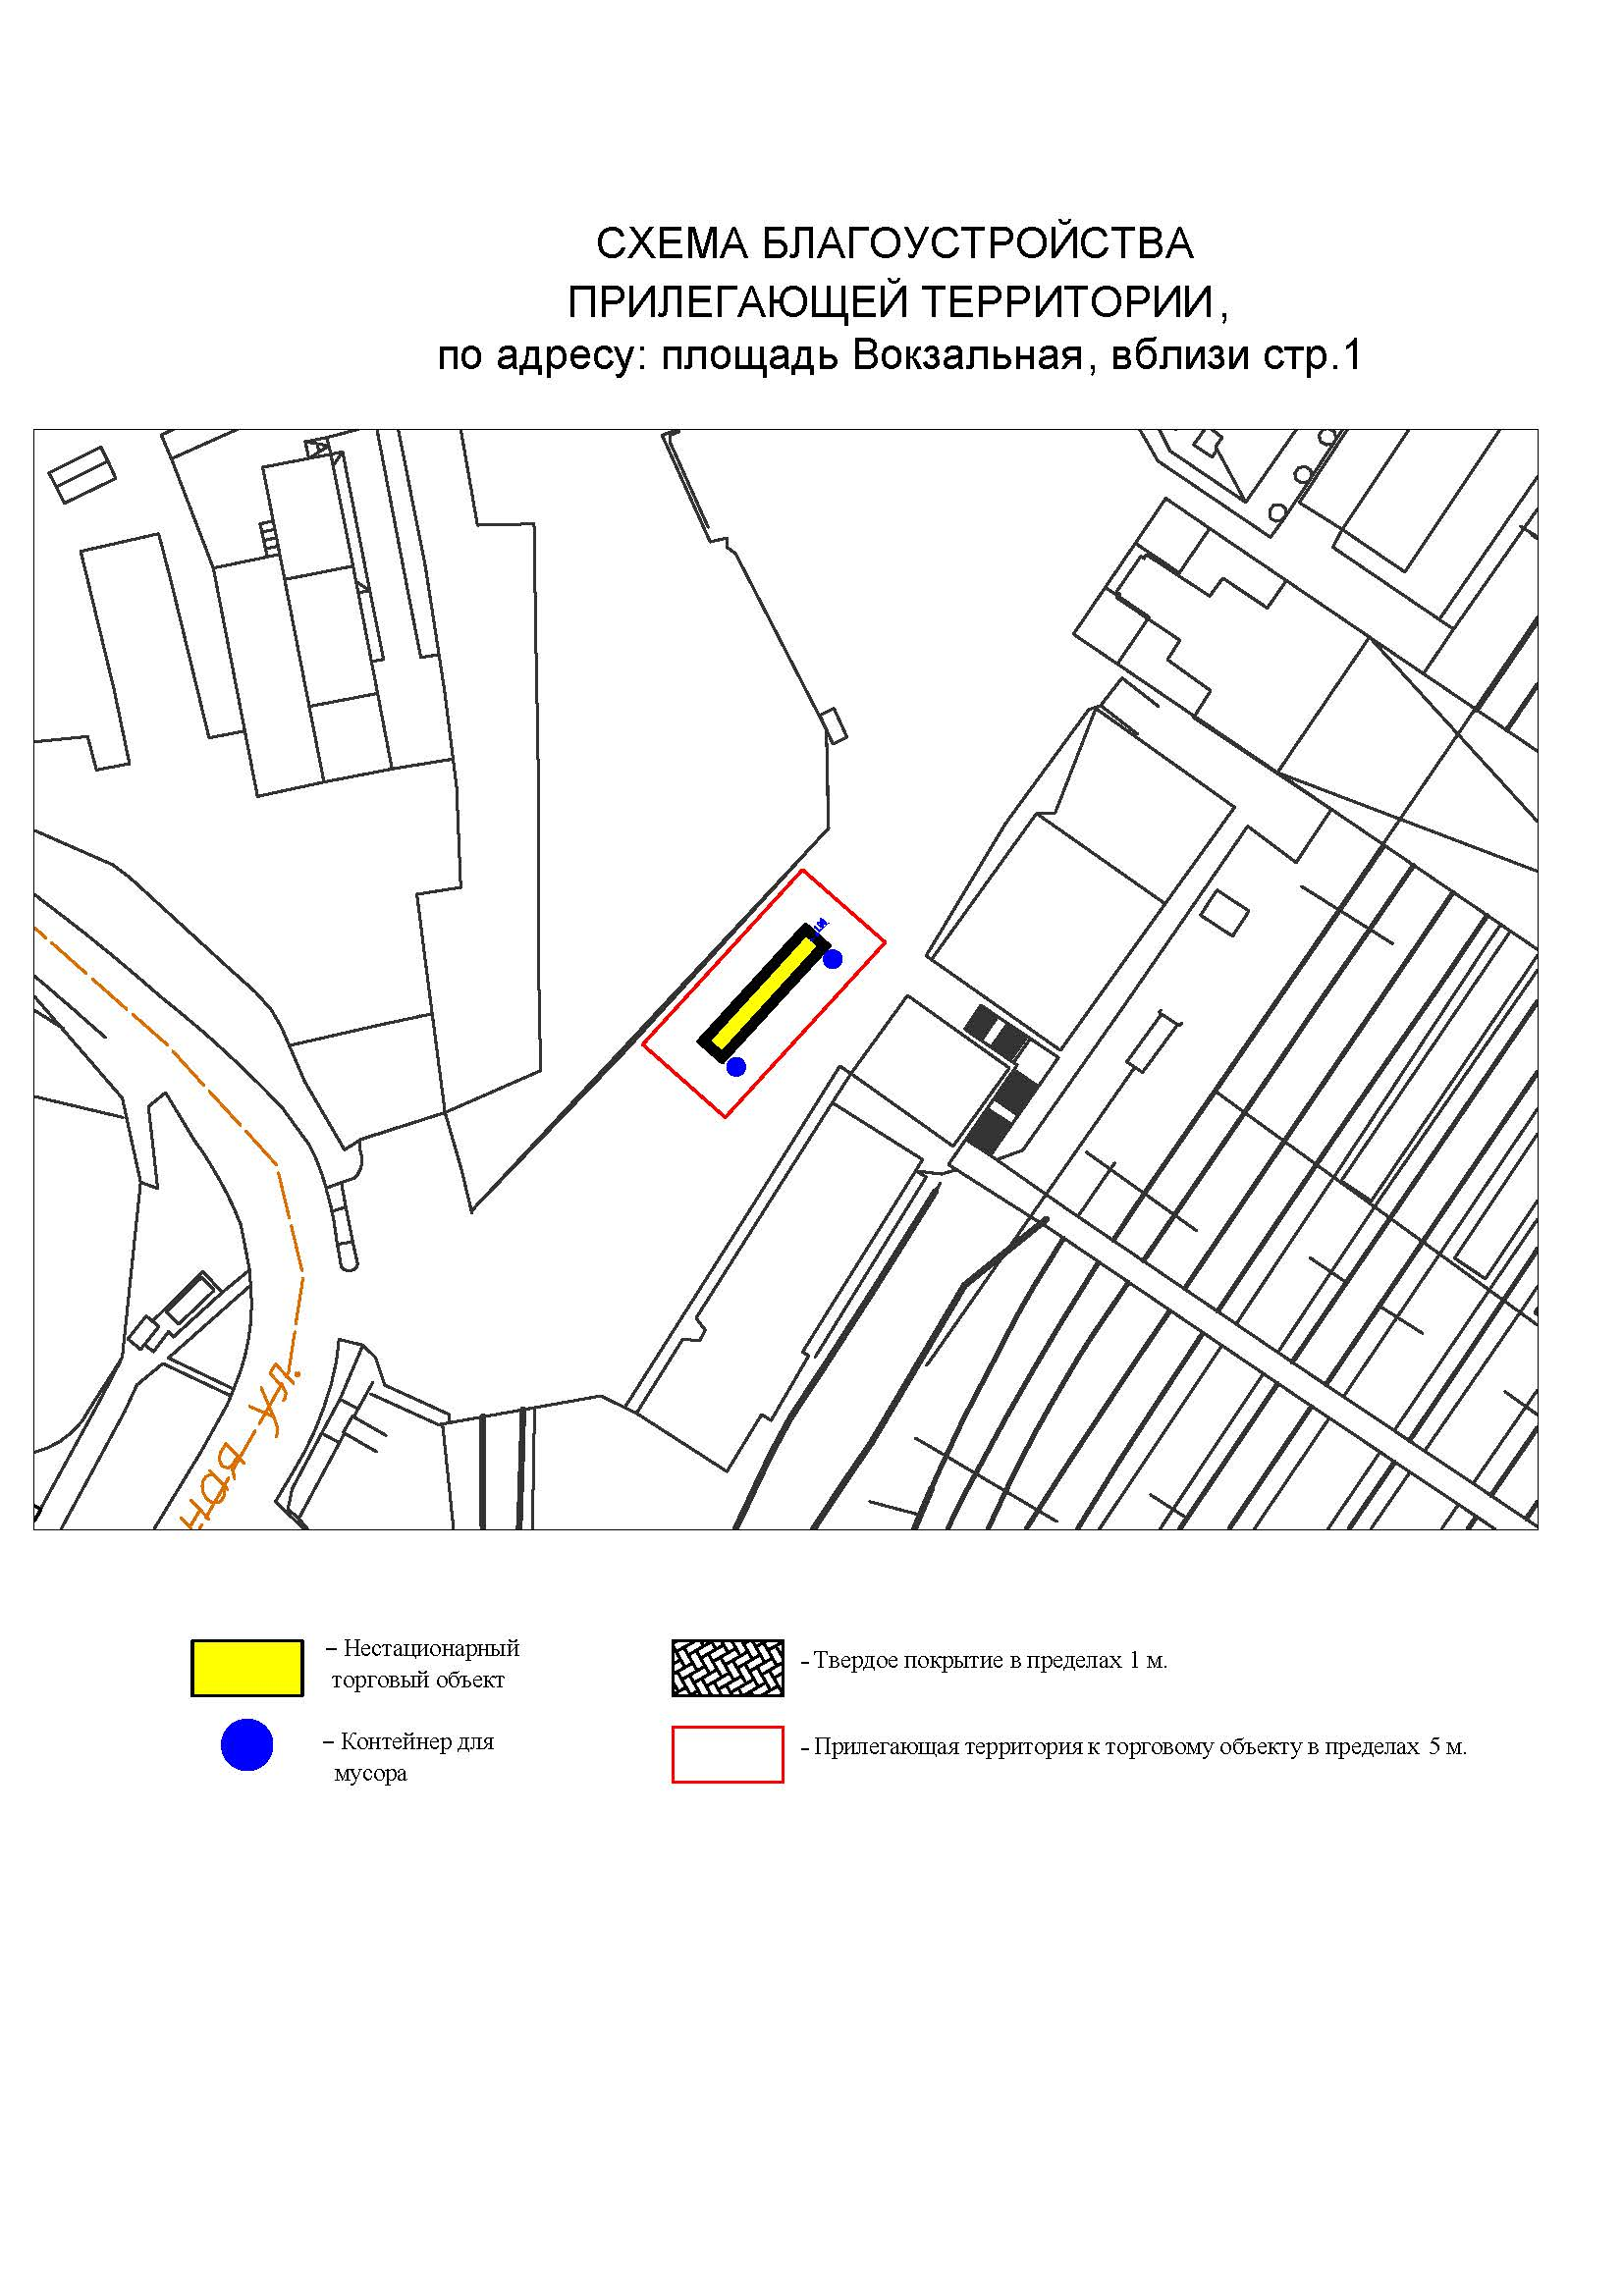 СХЕМА БЛАГОУСТРОЙСТВА
ПРИЛЕГАЮЩЕЙ ТЕРРИТОРИИ,
по адресу: площадь Вокзальная, вблизи стр.1
ная ул.
– Нестационарный
торговый объект
– Твердое покрытие в пределах 1 м.
– Контейнер для
мусора
– Прилегающая территория к торговому объекту в пределах 5 м.